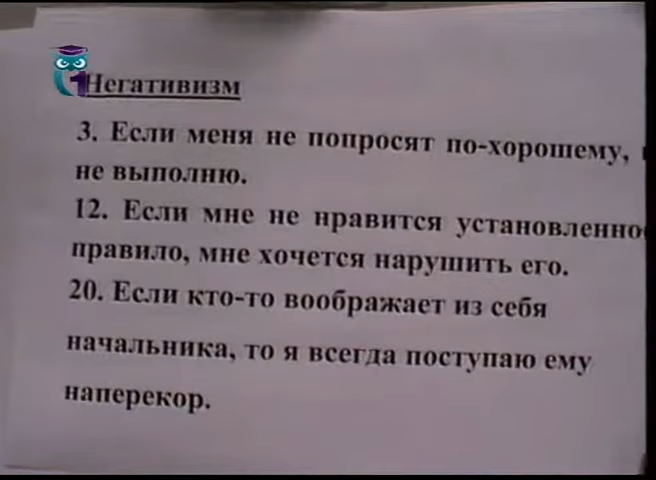 Негативизм
3. Если меня не попросят по-хорошему,
не выполню.
12. Если мне не нравится установленно
правило, мне хочется нарушить его.
20. Если кто-то воображает из себя
начальника, то я всегда поступаю ему
наперекор.